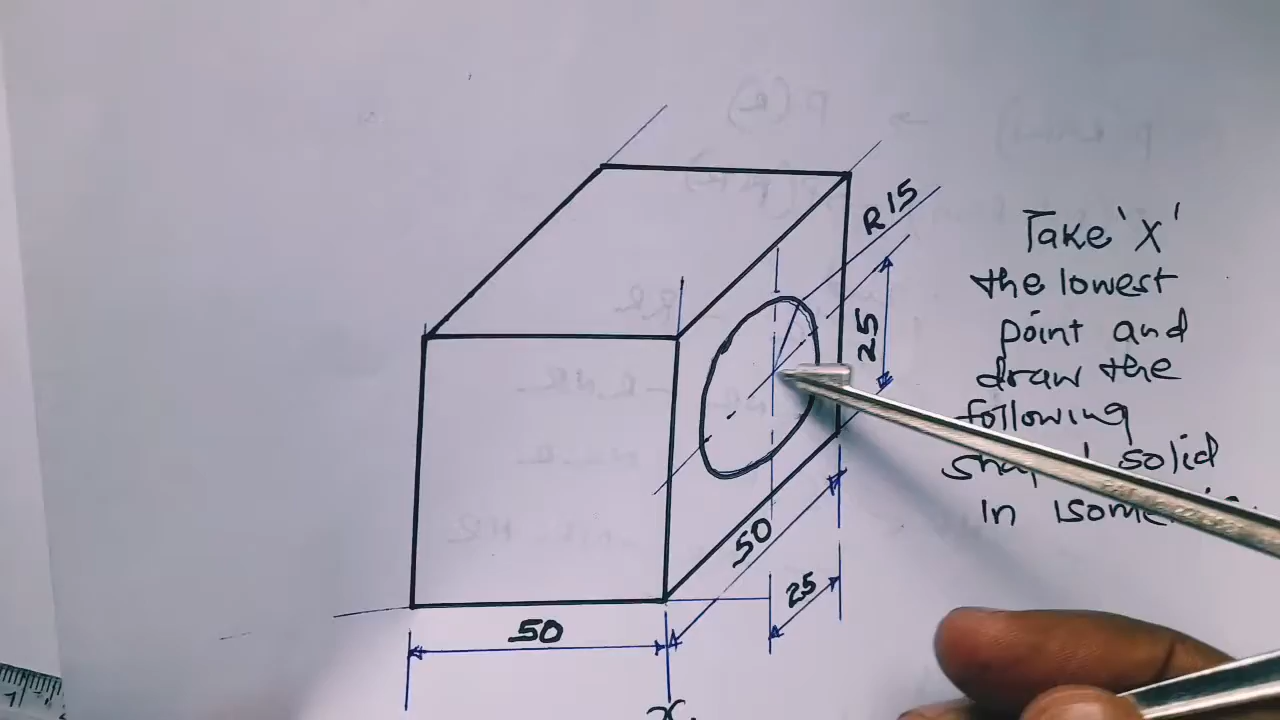 R15
Take 'X'
the lowest
point and
25
draw the
following
solid
in
50
25
50
x.